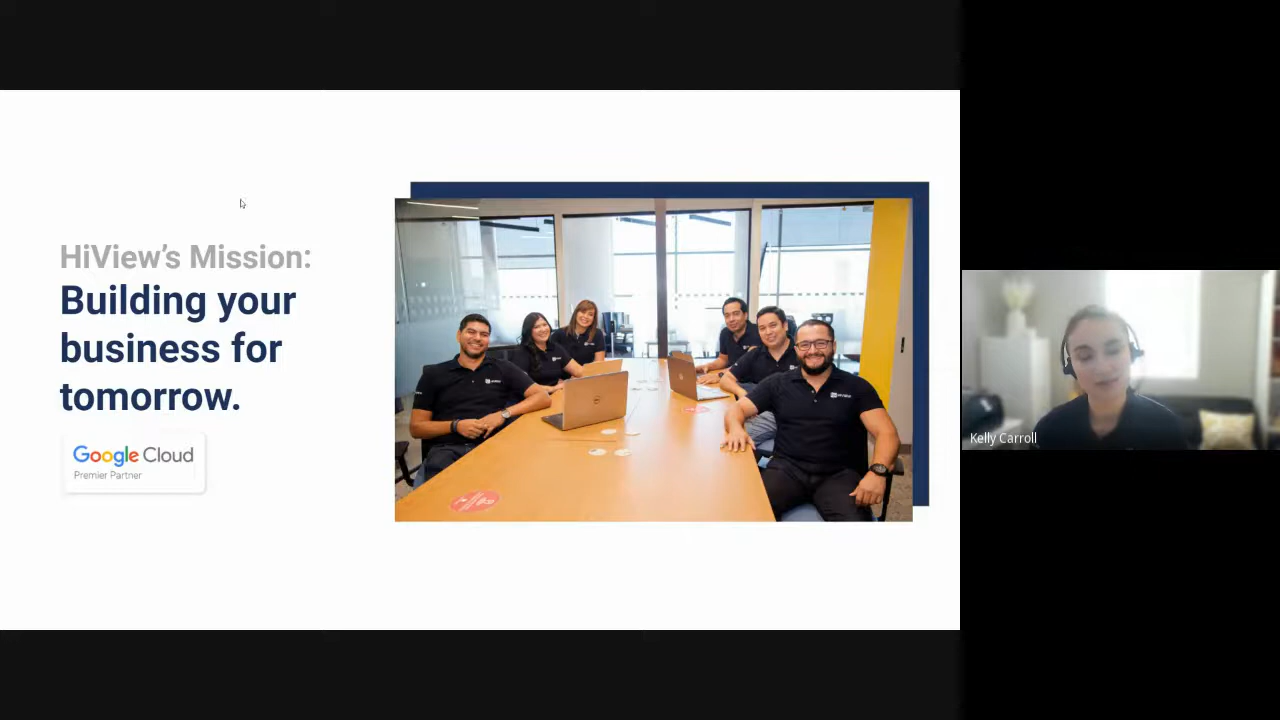 HiView's Mission:
Building your
business for
tomorrow.
Google Cloud
Premier Partner
Kelly Carroll